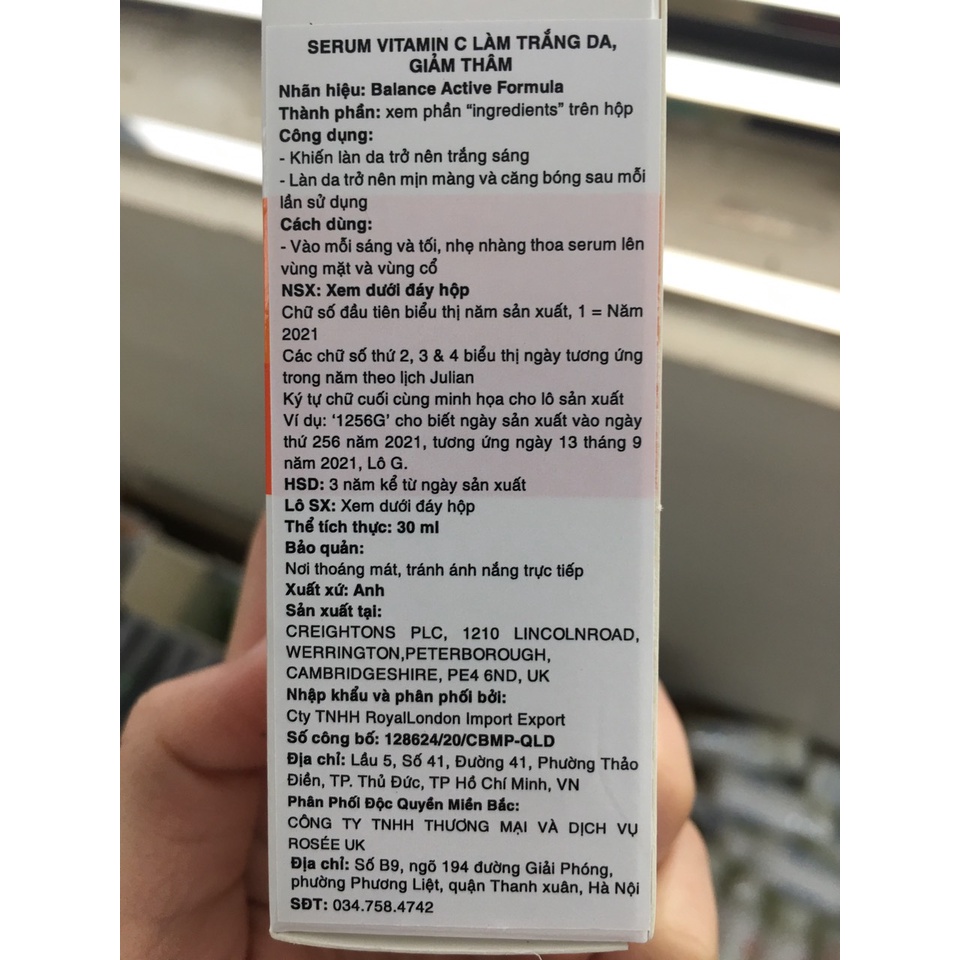 SERUM VITAMIN C LÀM TRẮNG DA,
GIẢM THÂM
Nhãn hiệu: Balance Active Formula
Thành phần: xem phần “ingredients” trên hộp
Công dụng:
- Khiến làn da trở nên trắng sáng
- Làn da trở nên mịn màng và căng bóng sau mỗi
lần sử dụng
Cách dùng:
- Vào mỗi sáng và tối, nhẹ nhàng thoa serum lên
vùng mặt và vùng cổ
NSX: Xem dưới đáy hộp
Chữ số đầu tiên biểu thị năm sản xuất, 1 = Năm
2021
Các chữ số thứ 2, 3 & 4 biểu thị ngày tương ứng
trong năm theo lịch Julian
Ký tự chữ cuối cùng minh họa cho lô sản xuất
Ví dụ: ‘1256G’ cho biết ngày sản xuất vào ngày
thứ 256 năm 2021, tương ứng ngày 13 tháng 9
năm 2021, Lô G.
HSD: 3 năm kể từ ngày sản xuất
Lô SX: Xem dưới đáy hộp
Thể tích thực: 30 ml
Bảo quản:
Nơi thoáng mát, tránh ánh nắng trực tiếp
Xuất xứ: Anh
Sản xuất tại:
CREIGHTONS PLC, 1210 LINCOLNROAD,
WERRINGTON,PETERBOROUGH,
CAMBRIDGESHIRE, PE4 6ND, UK
Nhập khẩu và phân phối bởi:
Cty TNHH RoyalLondon Import Export
Số công bố: 128624/20/CBMP-QLD
Địa chỉ: Lầu 5, Số 41, Đường 41, Phường Thảo
Điền, TP. Thủ Đức, TP Hồ Chí Minh, VN
Phân Phối Độc Quyền Miền Bắc:
CÔNG TY TNHH THƯƠNG MẠI VÀ DỊCH VỤ
ROSÉE UK
Địa chỉ: Số B9, ngõ 194 đường Giải Phóng,
phường Phương Liệt, quận Thanh xuân, Hà Nội
SĐT: 034.758.4742